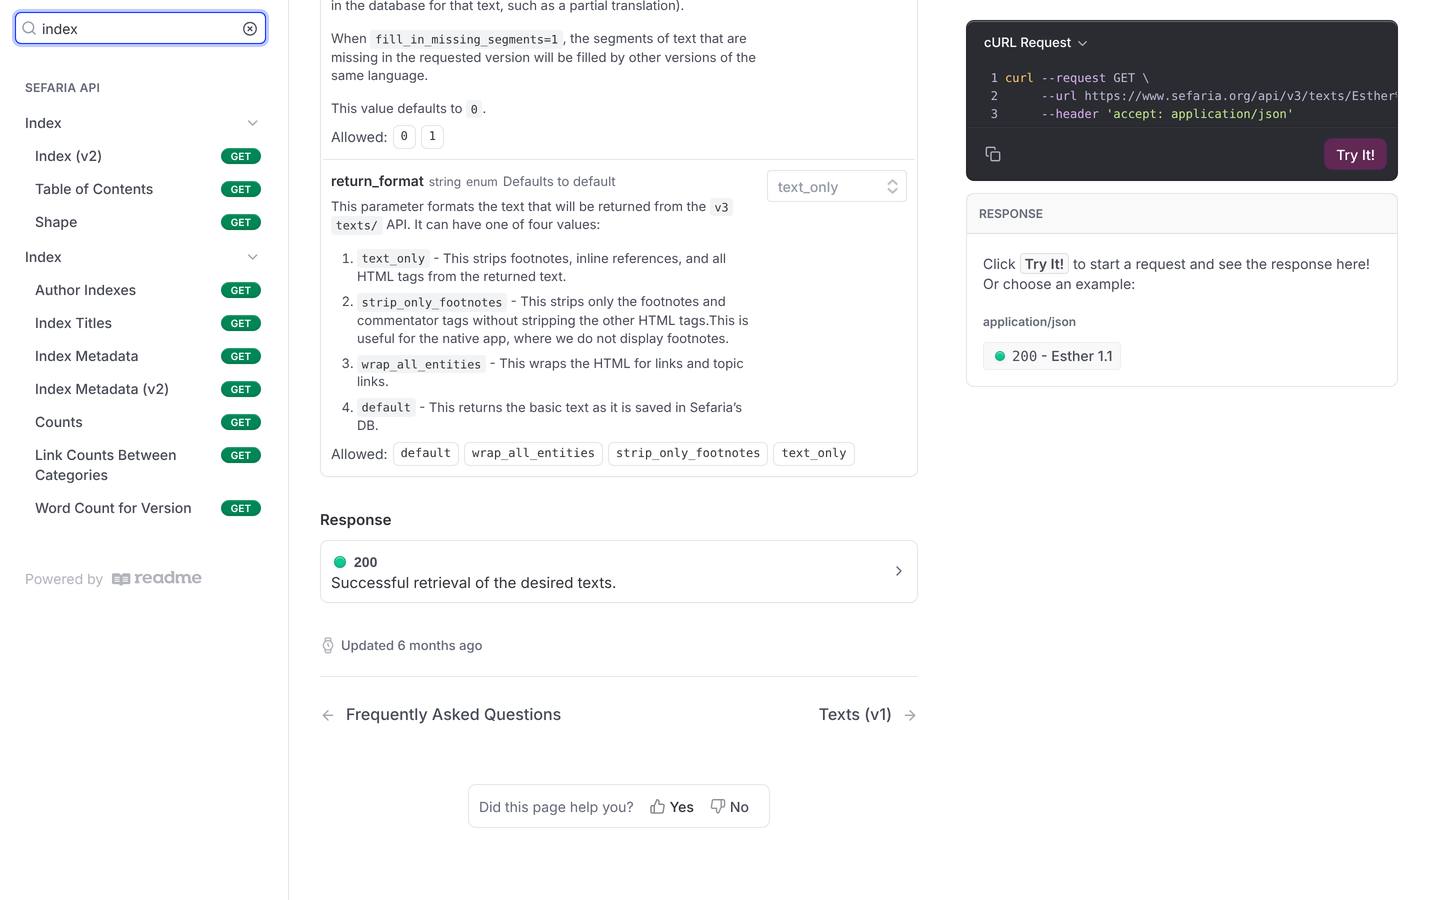 index
SEFARIA API
Index
Index (v2) GET
Table of Contents GET
Shape GET
Index
Author Indexes GET
Index Titles GET
Index Metadata GET
Index Metadata (v2) GET
Counts GET
Link Counts Between GET
Categories
Word Count for Version GET
Powered by readme
in the database for that text, such as a partial translation).
When fill_in_missing_segments=1, the segments of text that are
missing in the requested version will be filled by other versions of the
same language.
This value defaults to 0.
Allowed: 0 1
return_format string enum Defaults to default
text_only
This parameter formats the text that will be returned from the v3
texts/ API. It can have one of four values:
1. text_only - This strips footnotes, inline references, and all
HTML tags from the returned text.
2. strip_only_footnotes - This strips only the footnotes and
commentator tags without stripping the other HTML tags.This is
useful for the native app, where we do not display footnotes.
3. wrap_all_entities - This wraps the HTML for links and topic
links.
4. default - This returns the basic text as it is saved in Sefaria's
DB.
Allowed: default wrap_all_entities strip_only_footnotes text_only
Response
200
Successful retrieval of the desired texts.
Updated 6 months ago
← Frequently Asked Questions
Texts (v1) →
Did this page help you? Yes No
cURL Request
1 curl --request GET \
2 --url https://www.sefaria.org/api/v3/texts/Esther
3 --header 'accept: application/json'
Try It!
RESPONSE
Click Try It! to start a request and see the response here!
Or choose an example:
application/json
200 - Esther 1.1